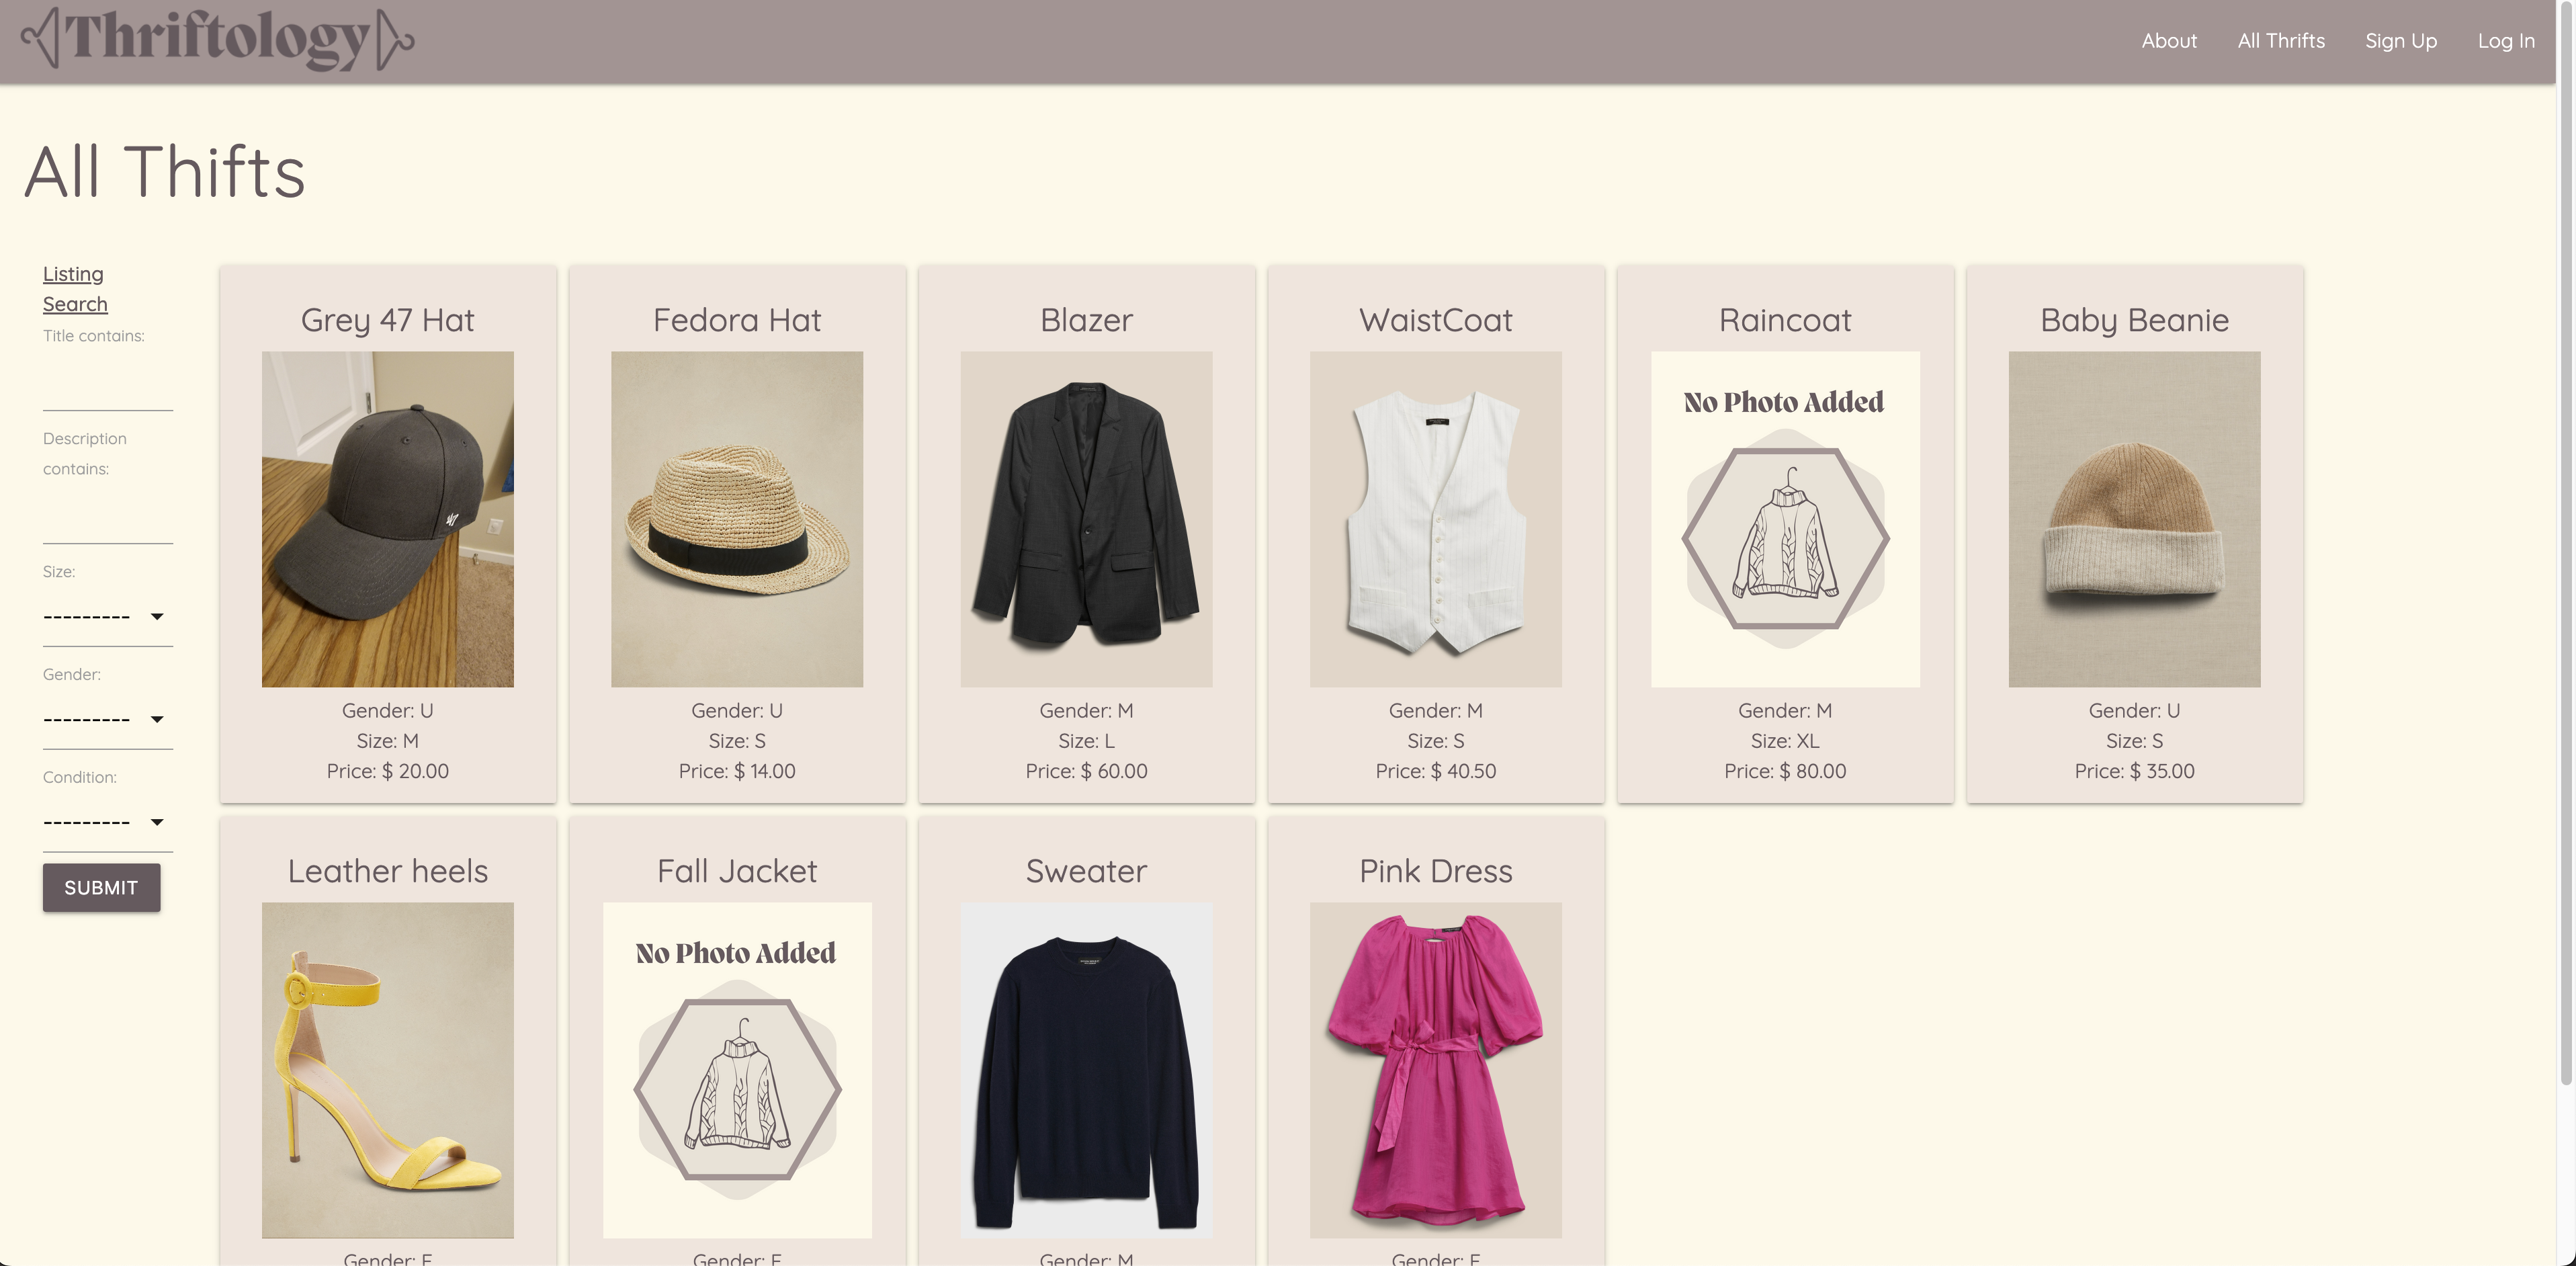 Thriftology
About
All Thrifts
Sign Up
Log In
All Thifts
Listing
Search
Title contains:
Description
contains:
Size:
---------
Gender:
---------
Condition:
---------
SUBMIT
Grey 47 Hat
47
Gender: U
Size: M
Price: $ 20.00
Fedora Hat
Gender: U
Size: S
Price: $ 14.00
Blazer
Gender: M
Size: L
Price: $ 60.00
WaistCoat
Gender: M
Size: S
Price: $ 40.50
Raincoat
No Photo Added
Gender: M
Size: XL
Price: $ 80.00
Baby Beanie
Gender: U
Size: S
Price: $ 35.00
Leather heels
Gender: F
Fall Jacket
No Photo Added
Gender: F
Sweater
Gender: M
Pink Dress
Gender: F